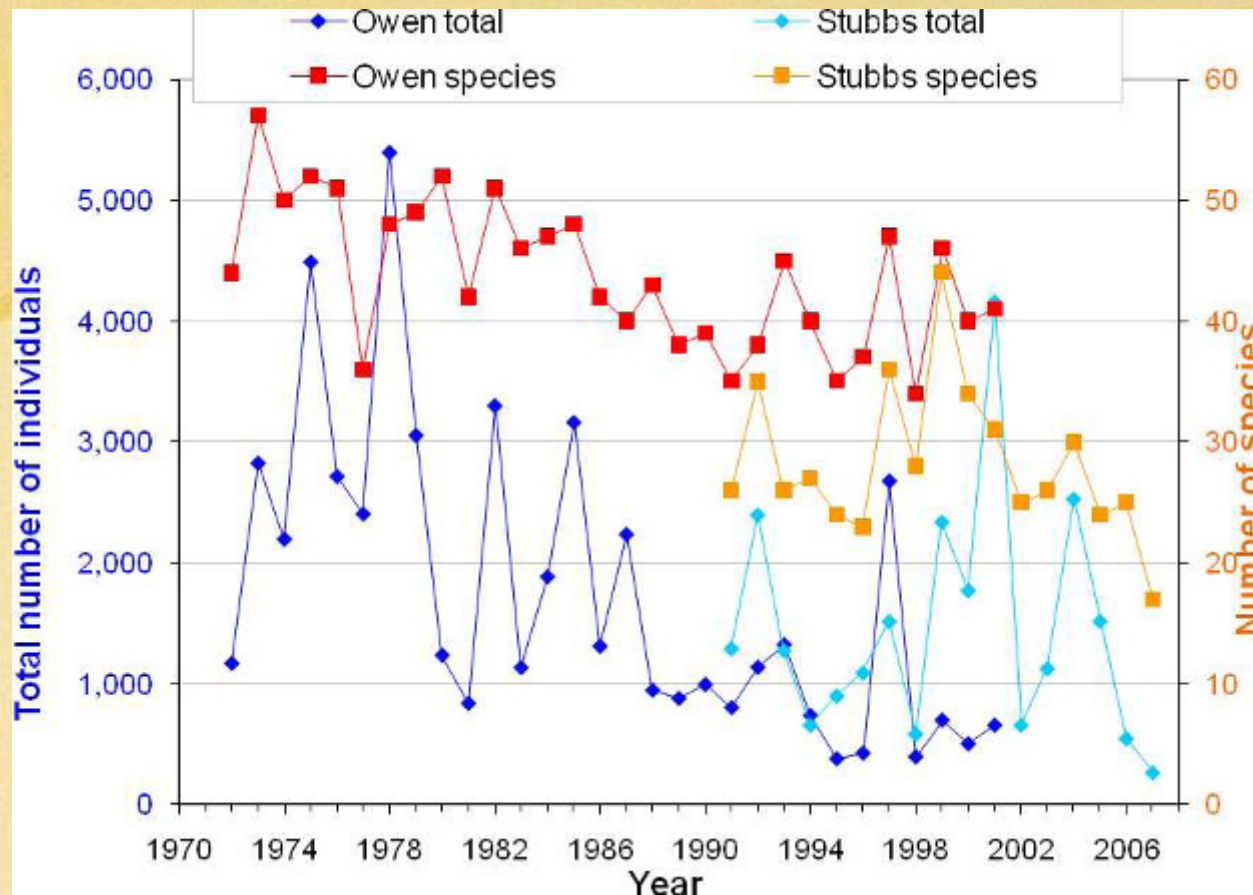 Owen total
Stubbs total
Owen species
Stubbs species
6,000
5,000
4,000
3,000
2,000
1,000
0
60
50
40
30
20
10
0
Total number of individuals
Number of species
1970 1974 1978 1982 1986 1990 1994 1998 2002 2006
Year